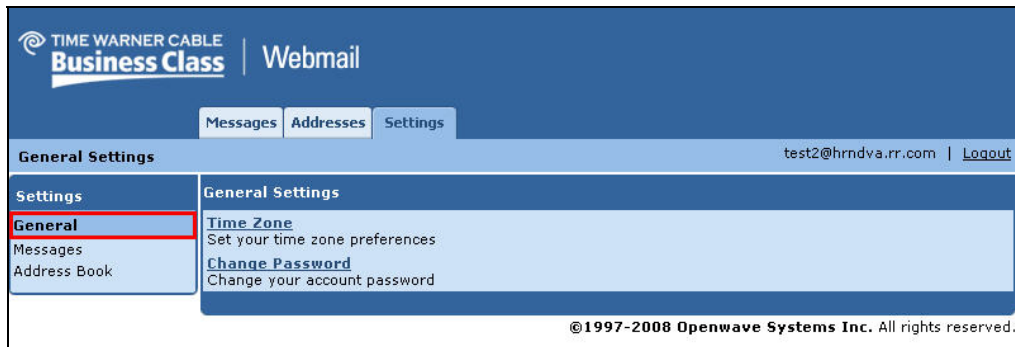 TIME WARNER CABLE
Business Class | Webmail
Messages Addresses Settings
General Settings
test2@hrndva.rr.com | Logout
Settings
General
Messages
Address Book
General Settings
Time Zone
Set your time zone preferences
Change Password
Change your account password
©1997-2008 Openwave Systems Inc. All rights reserved.